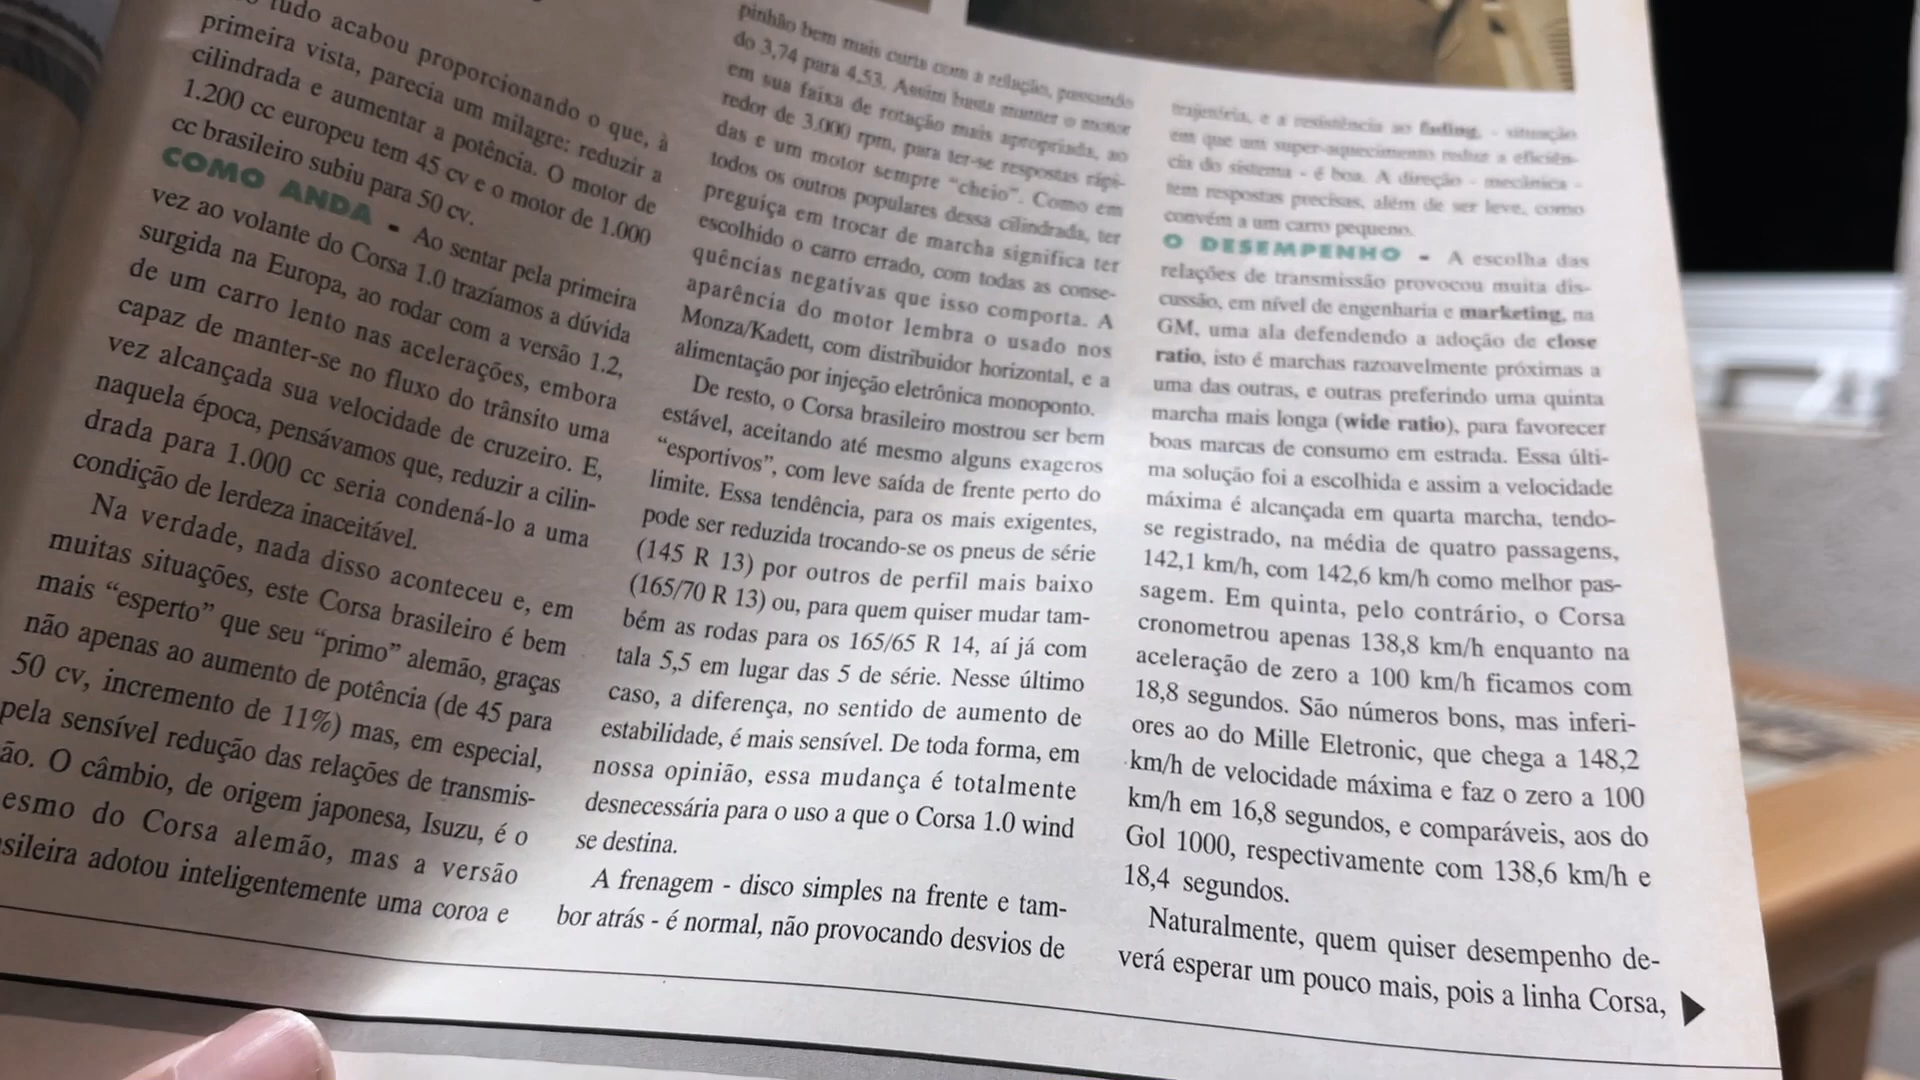 tudo acabou proporcionando o que, à
primeira vista, parecia um milagre: reduzir a
cilindrada e aumentar a potência. O motor de
1.200 cc europeu tem 45 cv e o motor de 1.000
cc brasileiro subiu para 50 cv.
COMO ANDA - Ao sentar pela primeira
vez ao volante do Corsa 1.0 trazíamos a dúvida
surgida na Europa, ao rodar com a versão 1.2,
de um carro lento nas acelerações, embora
capaz de manter-se no fluxo do trânsito uma
vez alcançada sua velocidade de cruzeiro. E,
naquela época, pensávamos que, reduzir a cilin-
drada para 1.000 cc seria condená-lo a uma
condição de lerdeza inaceitável.
Na verdade, nada disso aconteceu e, em
muitas situações, este Corsa brasileiro é bem
mais “esperto” que seu “primo” alemão, graças
não apenas ao aumento de potência (de 45 para
50 cv, incremento de 11%) mas, em especial,
pela sensível redução das relações de transmis-
ão. O câmbio, de origem japonesa, Isuzu, é o
esmo do Corsa alemão, mas a versão
sileira adotou inteligentemente uma coroa e
pinhão bem mais curta com a relação, passando
do 3,74 para 4,53. Assim basta manter o motor
em sua faixa de rotação mais apropriada, ao
redor de 3.000 rpm, para ter-se respostas rápi-
das e um motor sempre “cheio”. Como em
todos os outros populares dessa cilindrada, ter
preguiça em trocar de marcha significa ter
escolhido o carro errado, com todas as conse-
quências negativas que isso comporta. A
aparência do motor lembra o usado nos
Monza/Kadett, com distribuidor horizontal, e a
alimentação por injeção eletrônica monoponto.
De resto, o Corsa brasileiro mostrou ser bem
estável, aceitando até mesmo alguns exageros
“esportivos”, com leve saída de frente perto do
limite. Essa tendência, para os mais exigentes,
pode ser reduzida trocando-se os pneus de série
(145 R 13) por outros de perfil mais baixo
(165/70 R 13) ou, para quem quiser mudar tam-
bém as rodas para os 165/65 R 14, aí já com
tala 5,5 em lugar das 5 de série. Nesse último
caso, a diferença, no sentido de aumento de
estabilidade, é mais sensível. De toda forma, em
nossa opinião, essa mudança é totalmente
desnecessária para o uso a que o Corsa 1.0 wind
se destina.
A frenagem - disco simples na frente e tam-
bor atrás - é normal, não provocando desvios de
trajetória, e a resistência ao fading, - situação
em que um super-aquecimento reduz a eficiên-
cia do sistema - é boa. A direção - mecânica -
tem respostas precisas, além de ser leve, como
convém a um carro pequeno.
O DESEMPENHO - A escolha das
relações de transmissão provocou muita dis-
cussão, em nível de engenharia e marketing, na
GM, uma ala defendendo a adoção de close
ratio, isto é marchas razoavelmente próximas a
uma das outras, e outras preferindo uma quinta
marcha mais longa (wide ratio), para favorecer
boas marcas de consumo em estrada. Essa últi-
ma solução foi a escolhida e assim a velocidade
máxima é alcançada em quarta marcha, tendo-
se registrado, na média de quatro passagens,
142,1 km/h, com 142,6 km/h como melhor pas-
sagem. Em quinta, pelo contrário, o Corsa
cronometrou apenas 138,8 km/h enquanto na
aceleração de zero a 100 km/h ficamos com
18,8 segundos. São números bons, mas inferi-
ores ao do Mille Eletronic, que chega a 148,2
km/h de velocidade máxima e faz o zero a 100
km/h em 16,8 segundos, e comparáveis, aos do
Gol 1000, respectivamente com 138,6 km/h e
18,4 segundos.
Naturalmente, quem quiser desempenho de-
verá esperar um pouco mais, pois a linha Corsa,